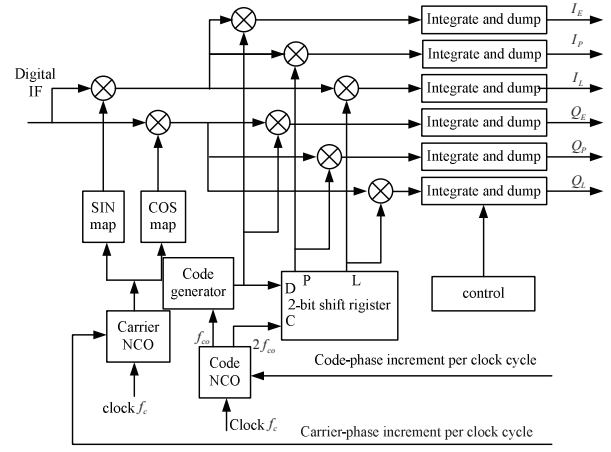 Integrate and dump
I_E
Integrate and dump
I_P
Digital
IF
Integrate and dump
I_L
Integrate and dump
Q_E
Integrate and dump
Q_P
Integrate and dump
Q_L
SIN
map
COS
map
Code
generator
P
L
D
2-bit shift rigister
C
control
Carrier
NCO
f_co
2f_co
Code
NCO
Code-phase increment per clock cycle
clock f_c
Clock f_c
Carrier-phase increment per clock cycle